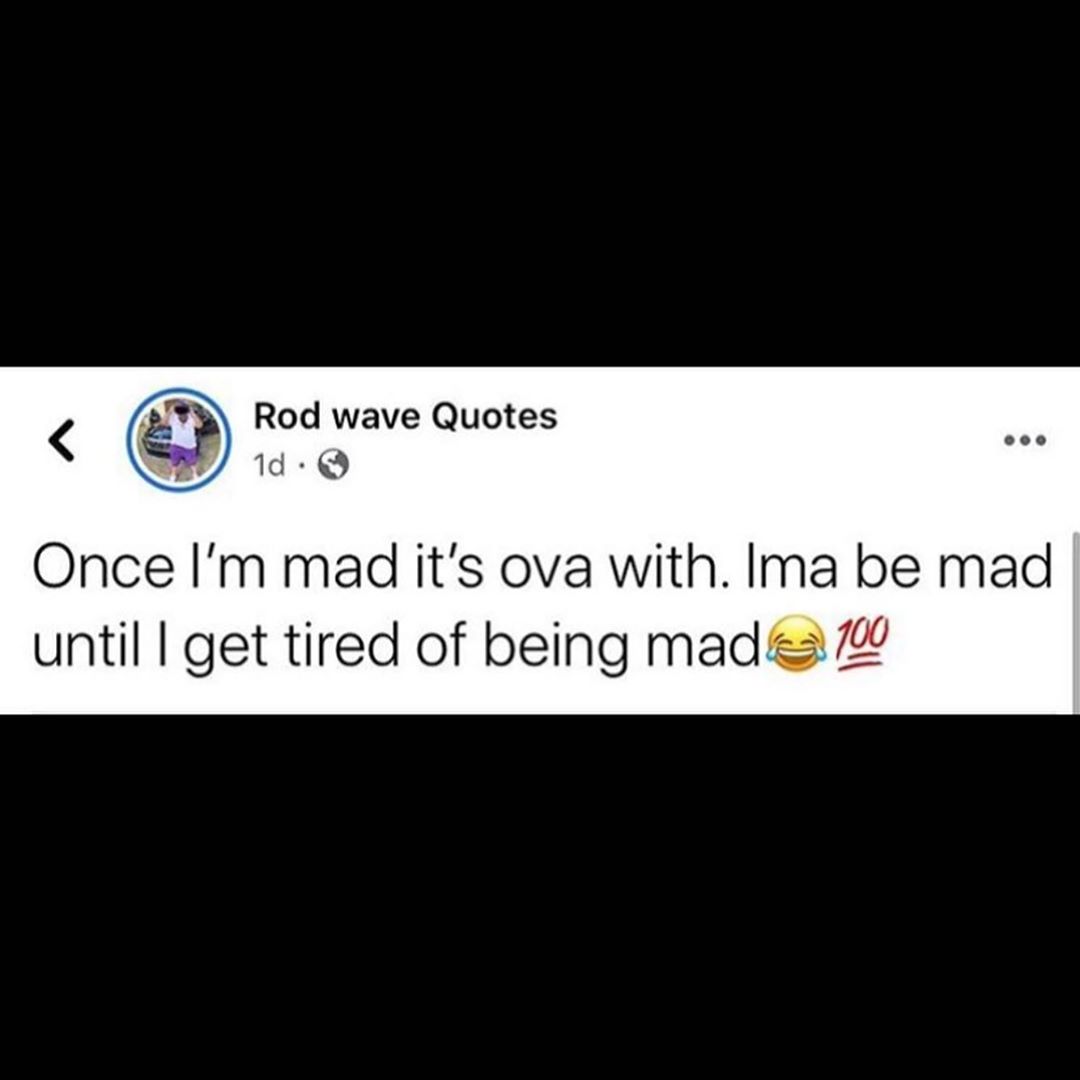 Rod wave Quotes
1d ·
Once I'm mad it's ova with. Ima be mad
until I get tired of being mad😂💯